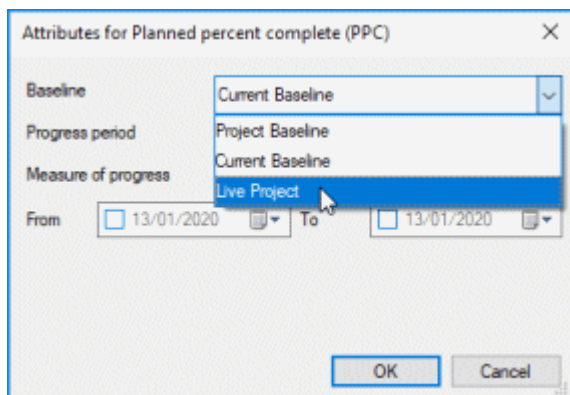 Attributes for Planned percent complete (PPC)
Baseline
Current Baseline
Progress period
Project Baseline
Current Baseline
Measure of progress
Live Project
From 13/01/2020 To 13/01/2020
OK Cancel